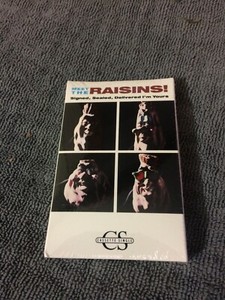 MEET
THE RAISINS!
Signed, Sealed, Delivered I'm Yours
CS
CASSETTE SINGLE